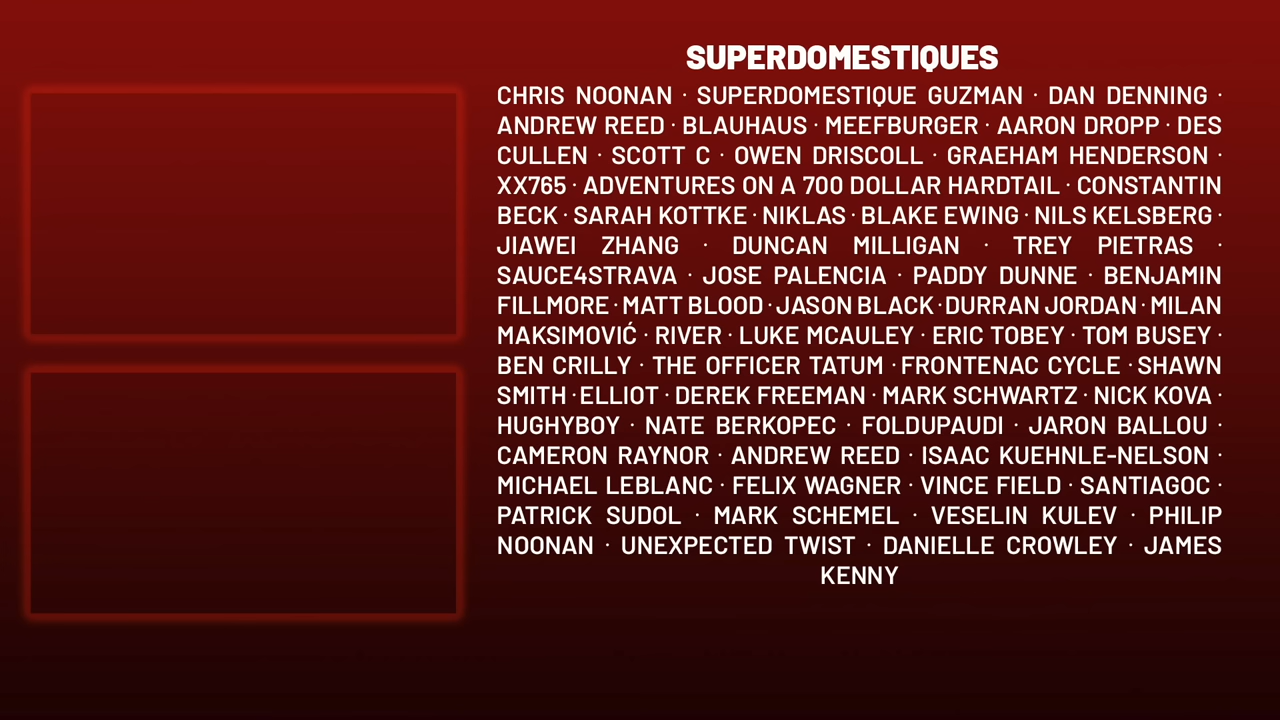 SUPERDOMESTIQUES
CHRIS NOONAN · SUPERDOMESTIQUE GUZMAN · DAN DENNING ·
ANDREW REED · BLAUHAUS · MEEFBURGER · AARON DROPP · DES
CULLEN · SCOTT C · OWEN DRISCOLL · GRAEHAM HENDERSON ·
XX765 · ADVENTURES ON A 700 DOLLAR HARDTAIL · CONSTANTIN
BECK · SARAH KOTTKE · NIKLAS · BLAKE EWING · NILS KELSBERG ·
JIAWEI ZHANG · DUNCAN MILLIGAN · TREY PIETRAS ·
SAUCE4STRAVA · JOSE PALENCIA · PADDY DUNNE · BENJAMIN
FILLMORE · MATT BLOOD · JASON BLACK · DURRAN JORDAN · MILAN
MAKSIMOVIĆ · RIVER · LUKE MCAULEY · ERIC TOBEY · TOM BUSEY ·
BEN CRILLY · THE OFFICER TATUM · FRONTENAC CYCLE · SHAWN
SMITH · ELLIOT · DEREK FREEMAN · MARK SCHWARTZ · NICK KOVA ·
HUGHYBOY · NATE BERKOPEC · FOLDUPAUDI · JARON BALLOU ·
CAMERON RAYNOR · ANDREW REED · ISAAC KUEHNLE-NELSON ·
MICHAEL LEBLANC · FELIX WAGNER · VINCE FIELD · SANTIAGOC ·
PATRICK SUDOL · MARK SCHEMEL · VESELIN KULEV · PHILIP
NOONAN · UNEXPECTED TWIST · DANIELLE CROWLEY · JAMES
KENNY